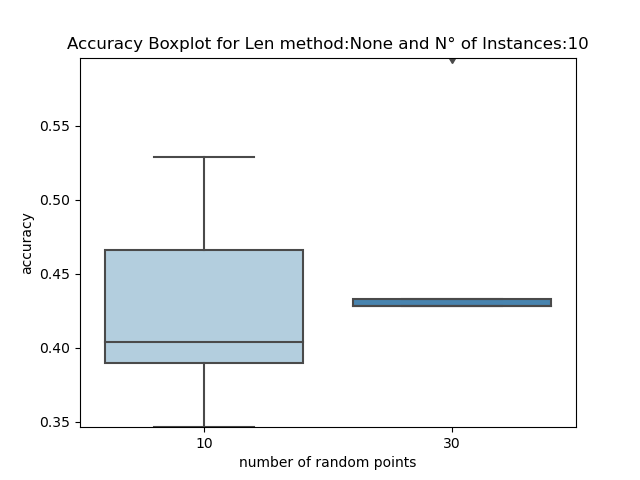 Accuracy Boxplot for Len method:None and N° of Instances:10
0.55
0.50
0.45
0.40
0.35
accuracy
10 30
number of random points